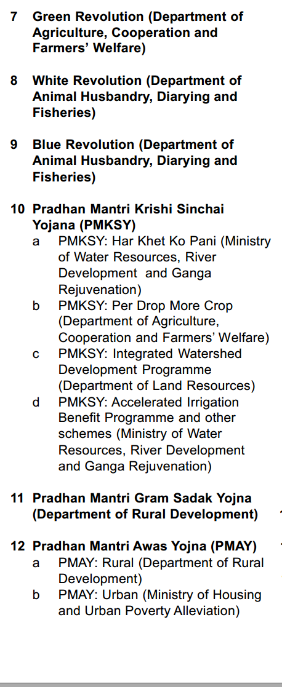 7 Green Revolution (Department of
Agriculture, Cooperation and
Farmers' Welfare)
8 White Revolution (Department of
Animal Husbandry, Diarying and
Fisheries)
9 Blue Revolution (Department of
Animal Husbandry, Diarying and
Fisheries)
10 Pradhan Mantri Krishi Sinchai
Yojana (PMKSY)
a PMKSY: Har Khet Ko Pani (Ministry
of Water Resources, River
Development and Ganga
Rejuvenation)
b PMKSY: Per Drop More Crop
(Department of Agriculture,
Cooperation and Farmers' Welfare)
c PMKSY: Integrated Watershed
Development Programme
(Department of Land Resources)
d PMKSY: Accelerated Irrigation
Benefit Programme and other
schemes (Ministry of Water
Resources, River Development
and Ganga Rejuvenation)
11 Pradhan Mantri Gram Sadak Yojna
(Department of Rural Development)
12 Pradhan Mantri Awas Yojna (PMAY)
a PMAY: Rural (Department of Rural
Development)
b PMAY: Urban (Ministry of Housing
and Urban Poverty Alleviation)